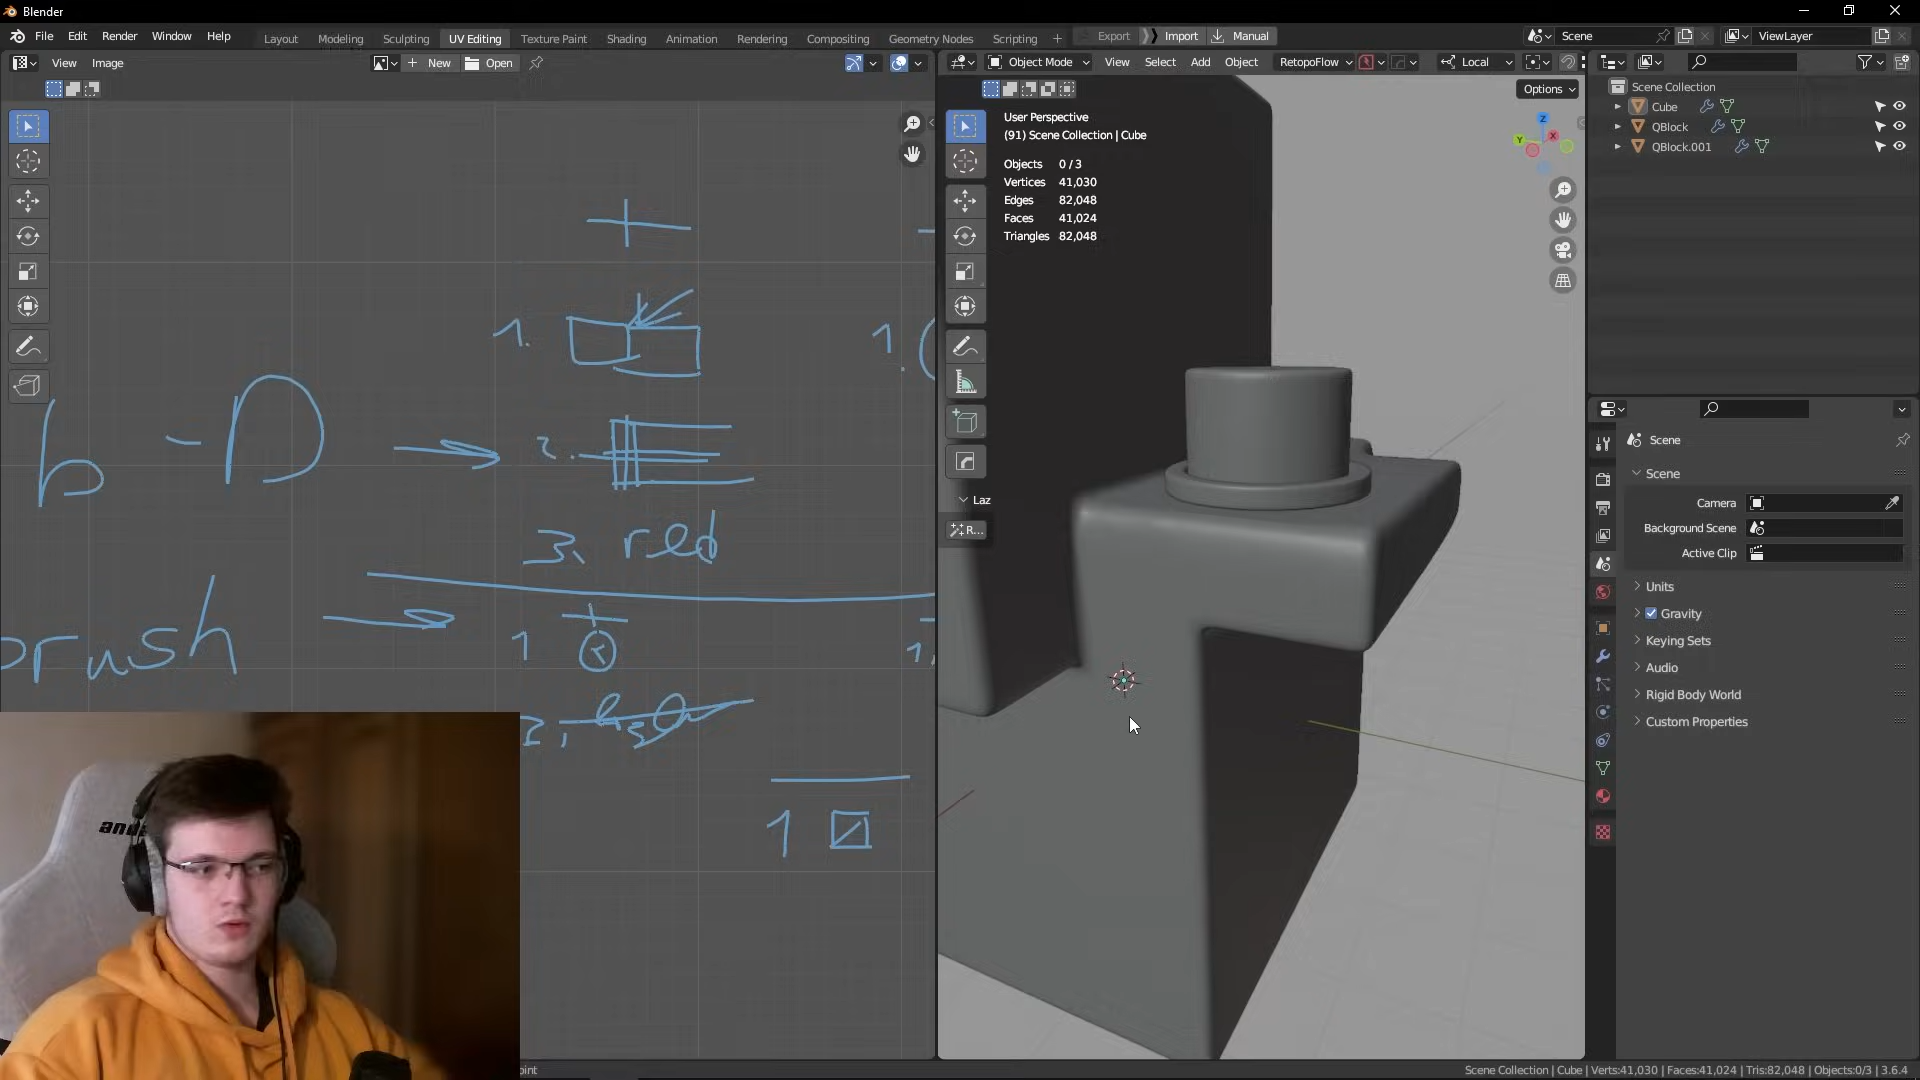 Blender
File Edit Render Window Help
Layout Modeling Sculpting UV Editing Texture Paint Shading Animation Rendering Compositing Geometry Nodes Scripting +
Export Import Manual
Scene
ViewLayer
View Image
+ New Open
Object Mode View Select Add Object RetopoFlow Local
Options
User Perspective
(91) Scene Collection | Cube
Objects 0 / 3
Vertices 41,030
Edges 82,048
Faces 41,024
Triangles 82,048
Z
Y
X
Laz
R...
Scene Collection
Cube
QBlock
QBlock.001
Scene
Scene
Camera
Background Scene
Active Clip
Units
Gravity
Keying Sets
Audio
Rigid Body World
Custom Properties
+
1.
1
b - D
2.
3. red
brush
1
1
2.
1
oint
Scene Collection | Cube | Verts:41,030 | Faces:41,024 | Tris:82,048 | Objects:0/3 | 3.6.4